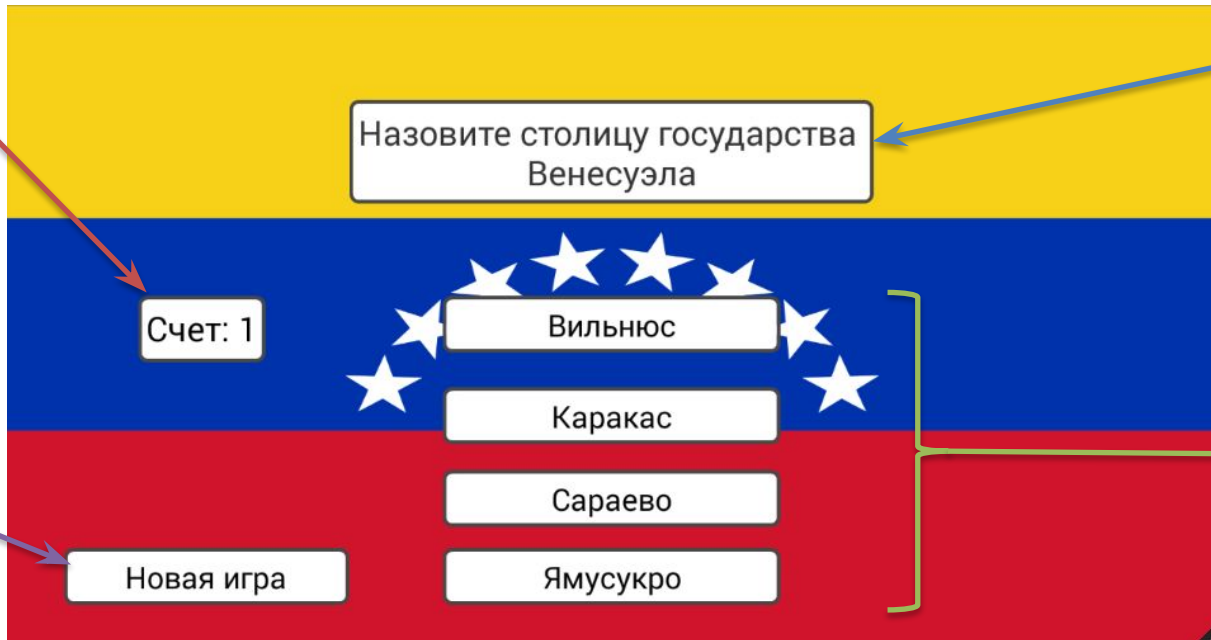 Назовите столицу государства
Венесуэла
Счет: 1
Вильнюс
Каракас
Сараево
Новая игра
Ямусукро